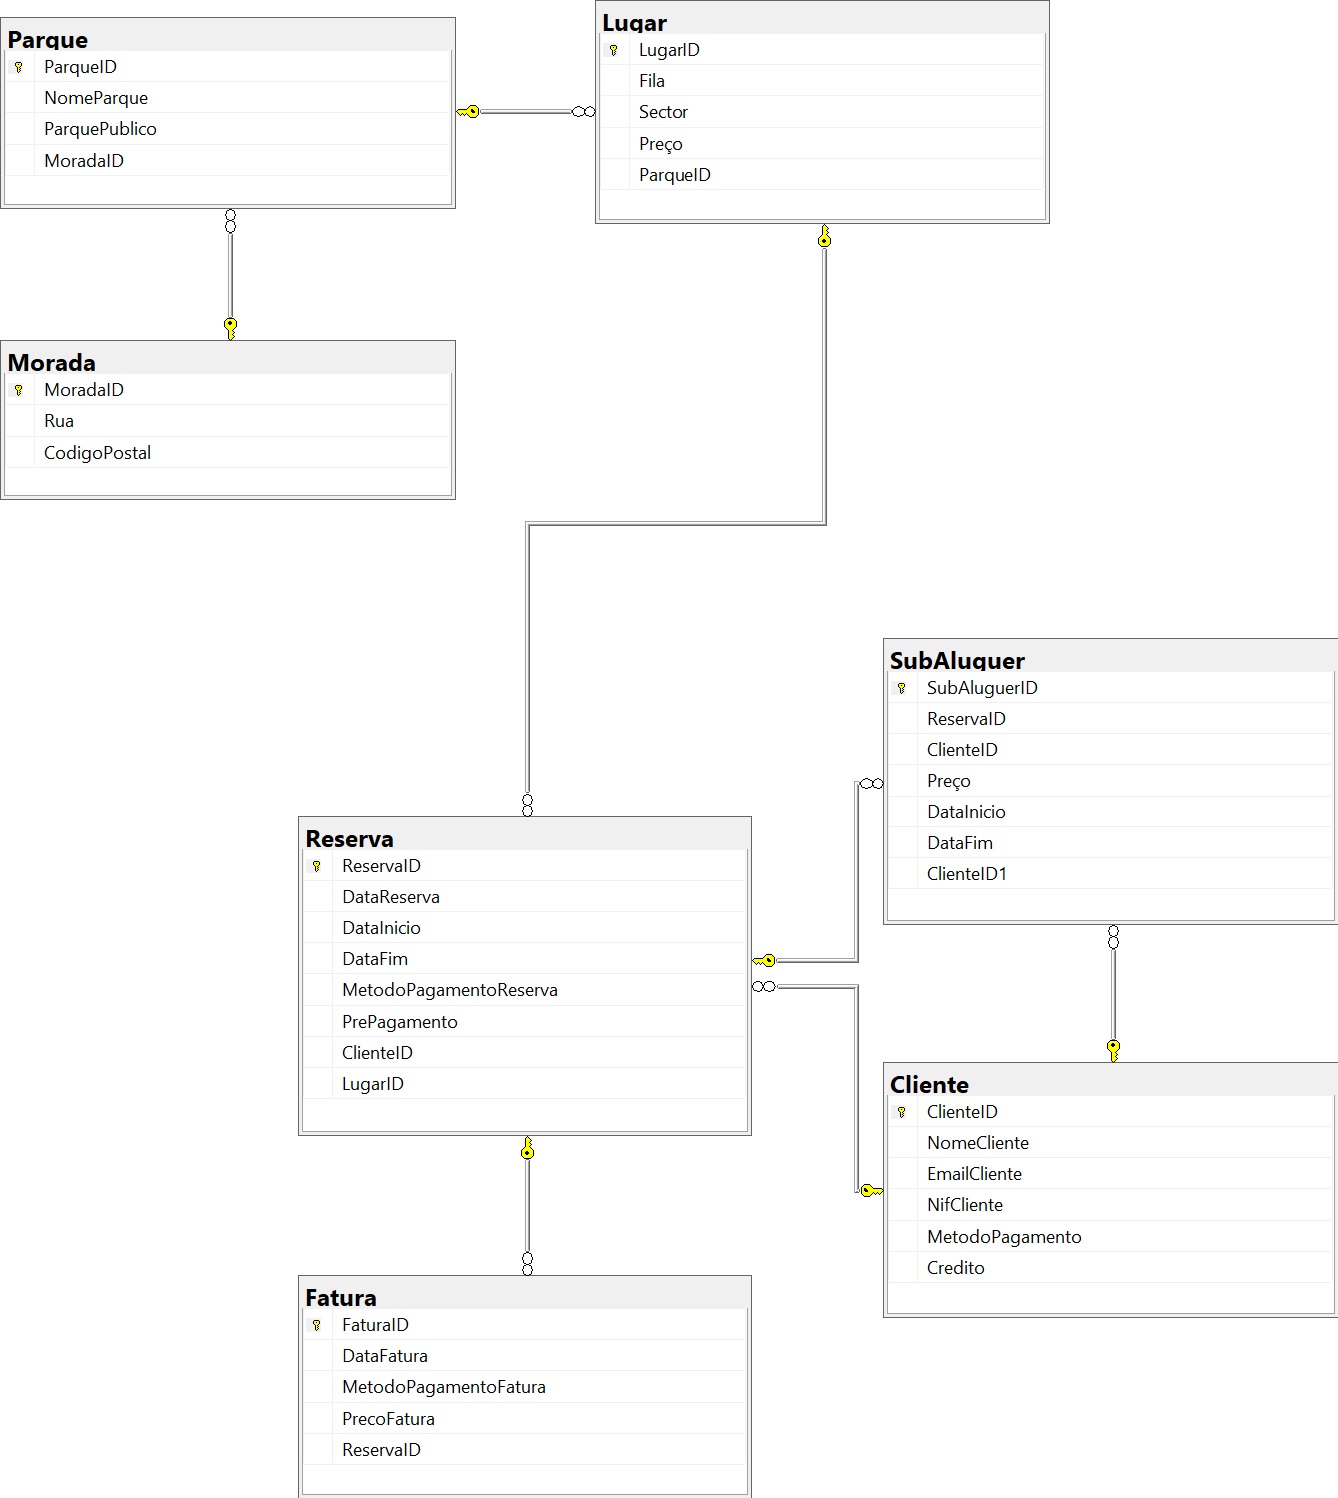 Parque
ParqueID
NomeParque
ParquePublico
MoradaID
Lugar
LugarID
Fila
Sector
Preço
ParqueID
Morada
MoradaID
Rua
CodigoPostal
SubAluguer
SubAluguerID
ReservaID
ClienteID
Preço
DataInicio
DataFim
ClienteID1
Reserva
ReservaID
DataReserva
DataInicio
DataFim
MetodoPagamentoReserva
PrePagamento
ClienteID
LugarID
Cliente
ClienteID
NomeCliente
EmailCliente
NifCliente
MetodoPagamento
Credito
Fatura
FaturaID
DataFatura
MetodoPagamentoFatura
PrecoFatura
ReservaID